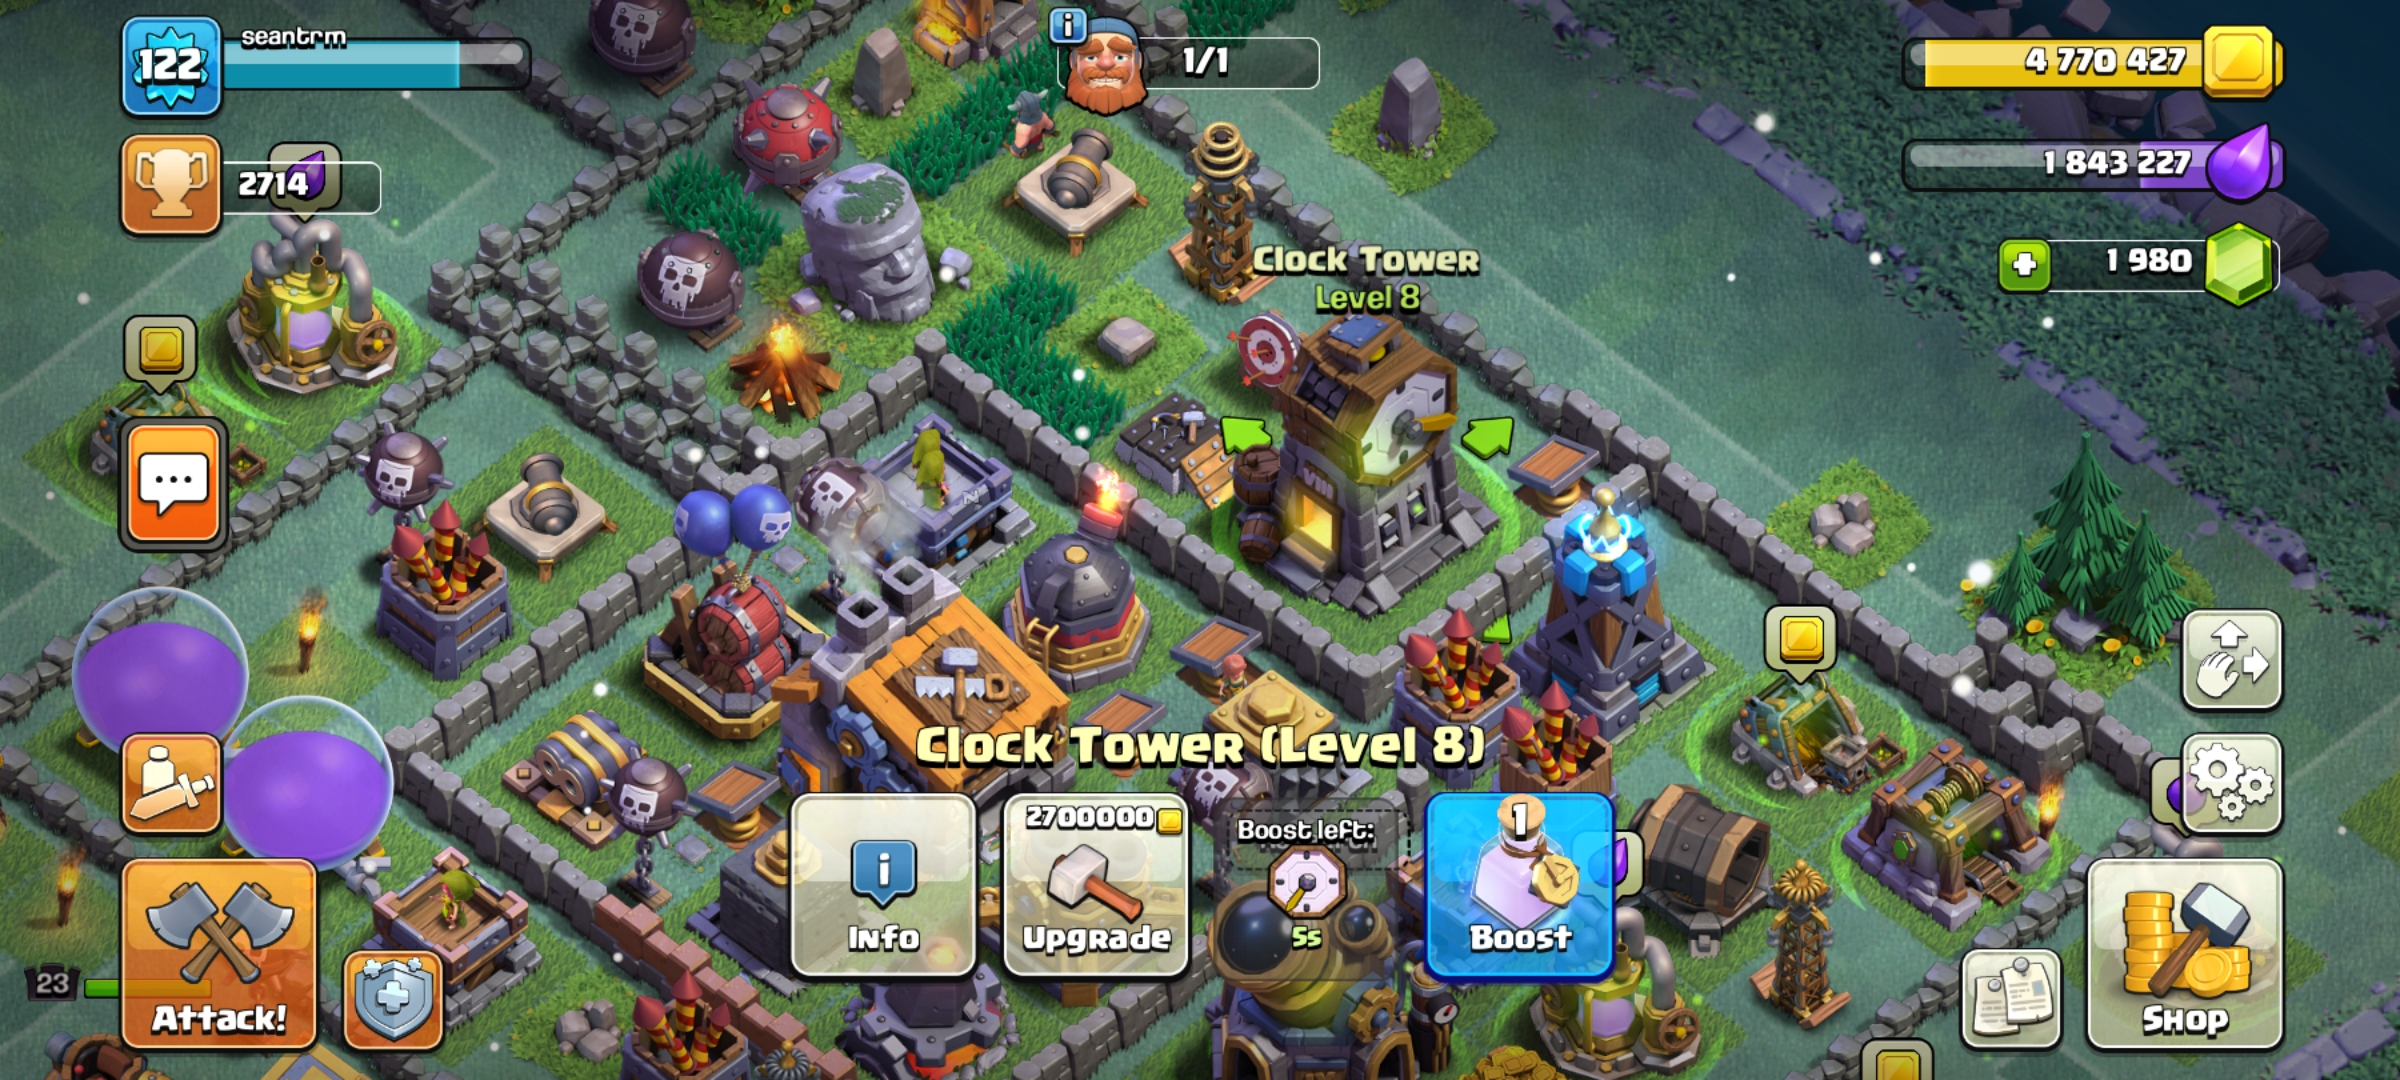 122
seantrm
1/1
4 770 427
2714
1 843 227
1 980
Clock Tower
Level 8
VIII
Clock Tower (Level 8)
Info
2700000
Upgrade
Boost left:
5s
1
Boost
23
Attack!
Shop